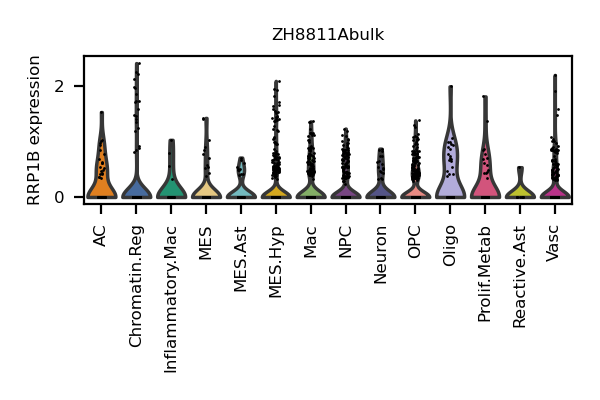 ZH8811Abulk
RRP1B expression
2
0
AC
Chromatin.Reg
Inflammatory.Mac
MES
MES.Ast
MES.Hyp
Mac
NPC
Neuron
OPC
Oligo
Prolif.Metab
Reactive.Ast
Vasc